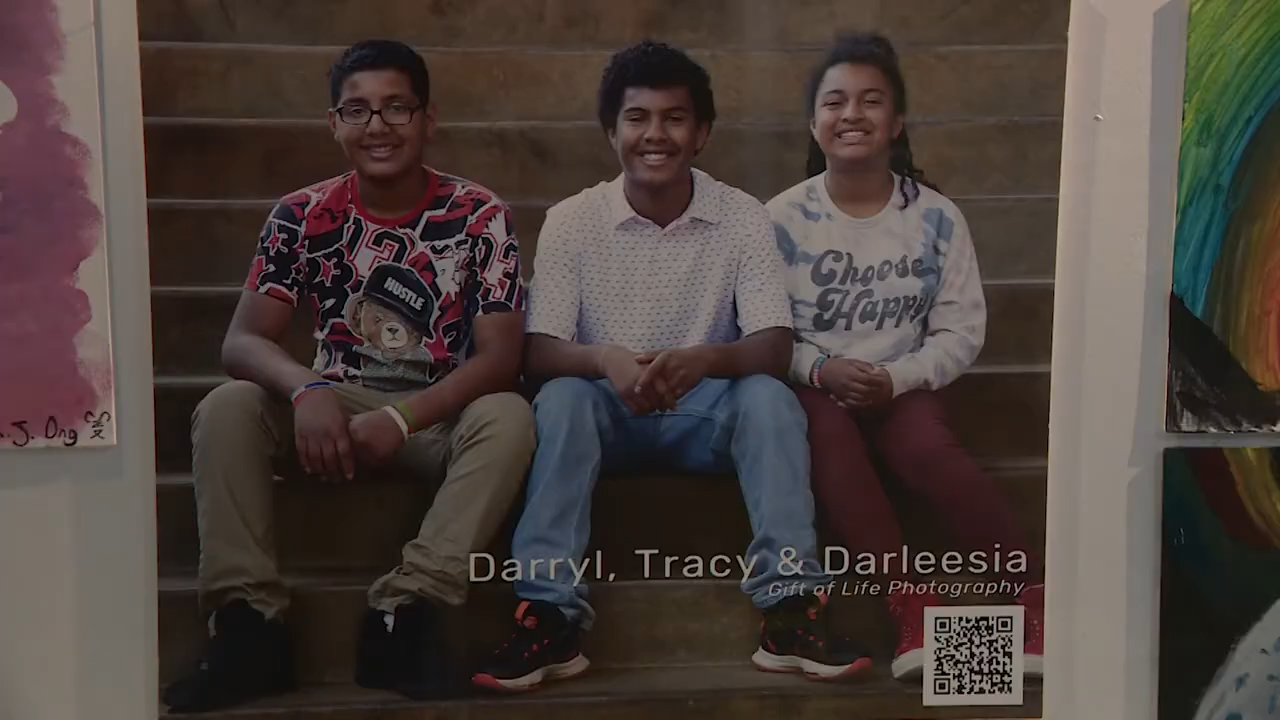 HUSTLE
Choose
Happy
J. Ong
Darryl, Tracy & Darleesia
Gift of Life Photography